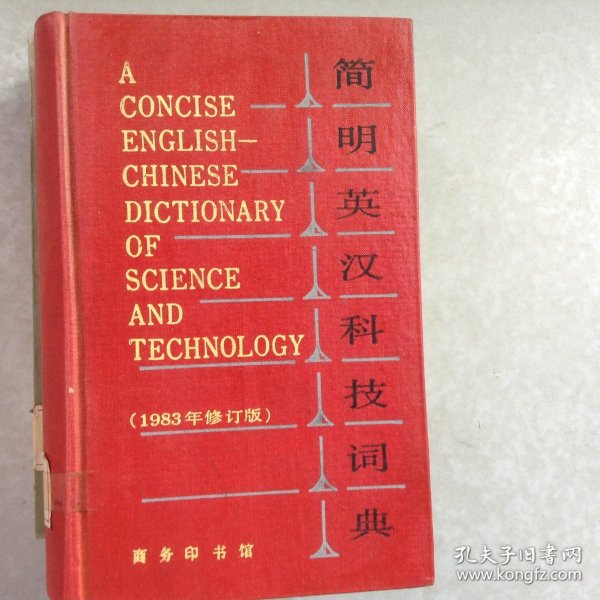 A
CONCISE
ENGLISH—
CHINESE
DICTIONARY
OF
SCIENCE
AND
TECHNOLOGY
简明英汉科技词典
(1983年修订版)
商务印书馆
孔夫子旧书网
www.kongfz.com